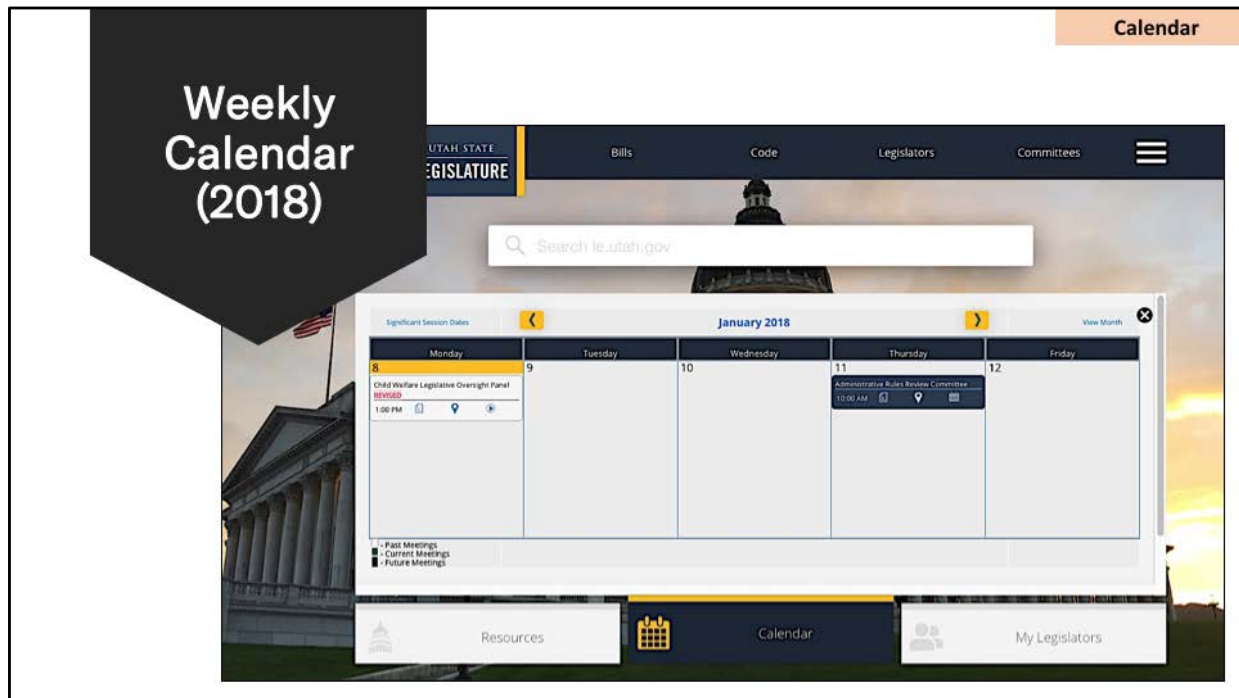 Calendar
Weekly
Calendar
(2018)
UTAH STATE
EGISLATURE
Bills
Code
Legislators
Committees
Search le.utah.gov
Significant Session Dates
January 2018
View Month
Monday
Tuesday
Wednesday
Thursday
Friday
8
9
10
11
12
Child Welfare Legislative Oversight Panel
REVISED
1:00 PM
Administrative Rules Review Committee
10:00 AM
- Past Meetings
- Current Meetings
- Future Meetings
Resources
Calendar
My Legislators